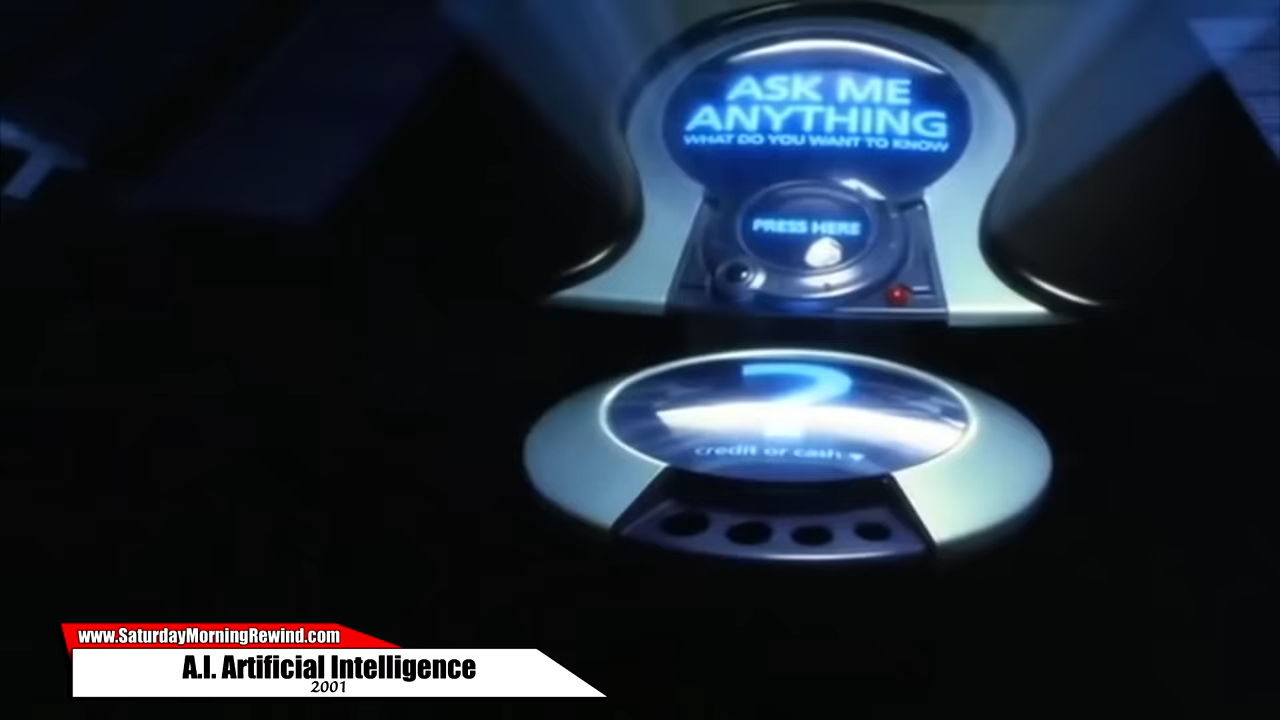 ASK ME
ANYTHING
WHAT DO YOU WANT TO KNOW
PRESS HERE
?
credit or cash
www.SaturdayMorningRewind.com
A.I. Artificial Intelligence
2001